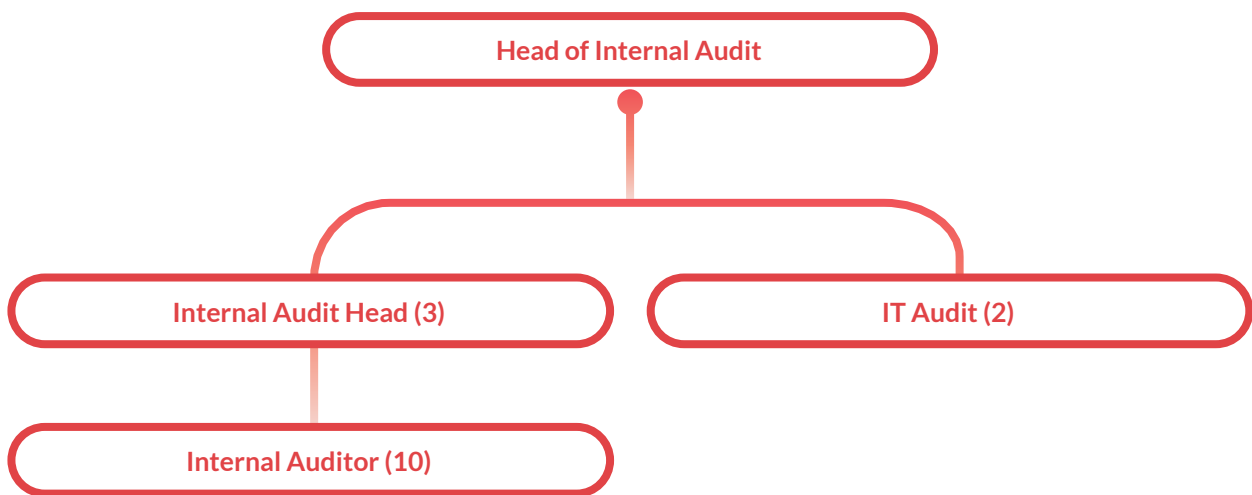 Head of Internal Audit
Internal Audit Head (3)
IT Audit (2)
Internal Auditor (10)